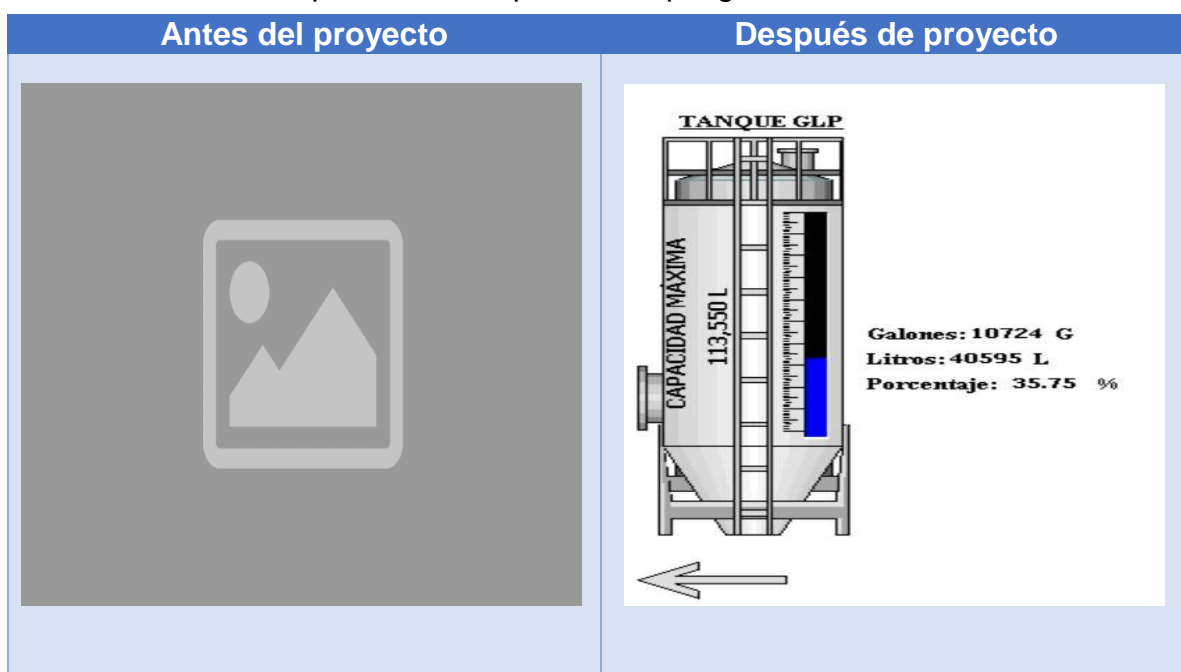 Antes del proyecto
Después de proyecto
TANQUE GLP
CAPACIDAD MÁXIMA
113,550 L
Galones: 10724 G
Litros: 40595 L
Porcentaje: 35.75 %